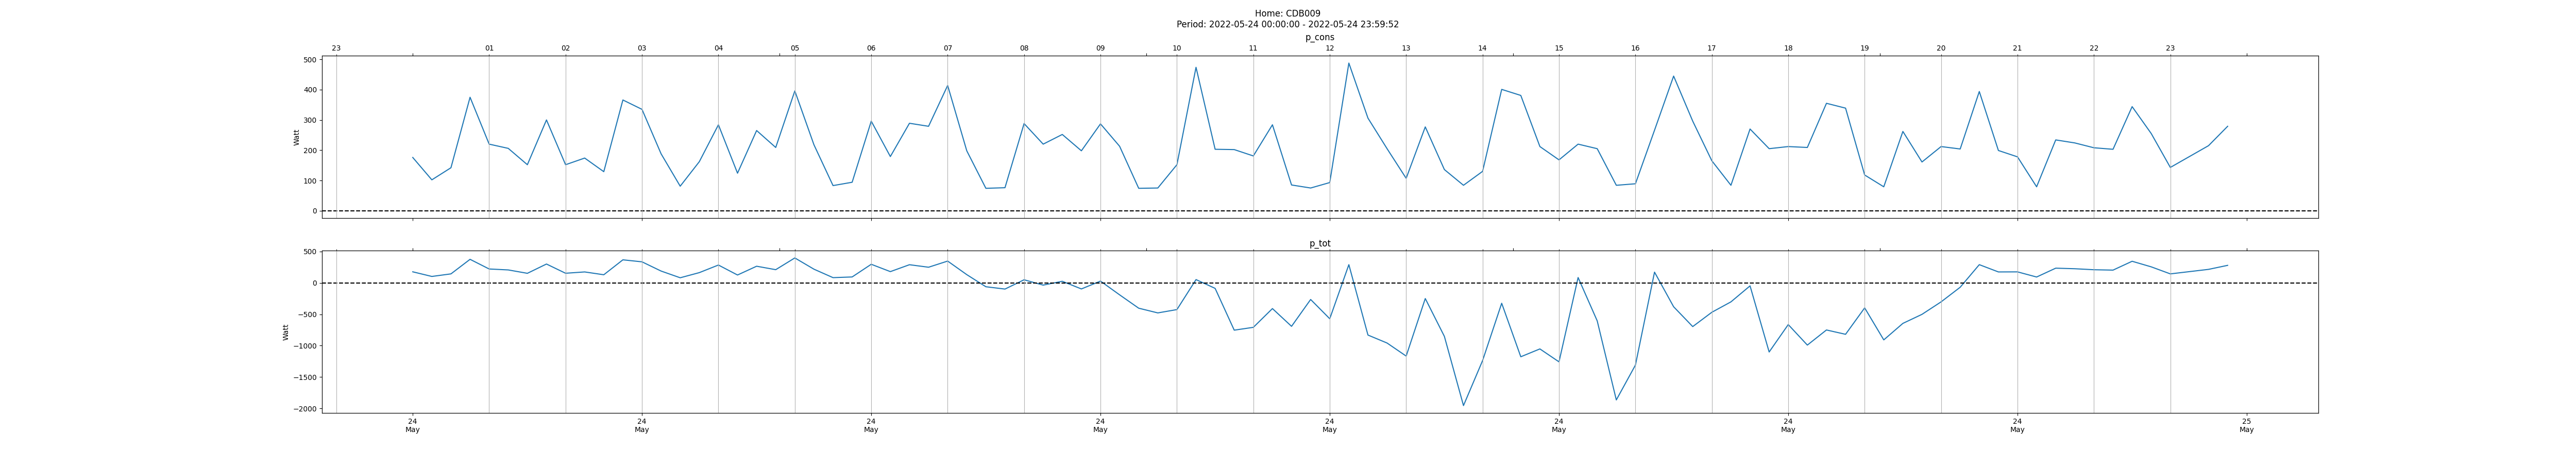 Home: CDB009
Period: 2022-05-24 00:00:00 - 2022-05-24 23:59:52
p_cons
23 01 02 03 04 05 06 07 08 09 10 11 12 13 14 15 16 17 18 19 20 21 22 23
500
400
300
200
100
0
Watt
p_tot
500
0
−500
−1000
−1500
−2000
Watt
24 24 24 24 24 24 24 24 25
May May May May May May May May May